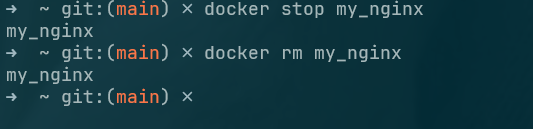 ➜  ~ git:(main) ✕ docker stop my_nginx
my_nginx
➜  ~ git:(main) ✕ docker rm my_nginx
my_nginx
➜  ~ git:(main) ✕